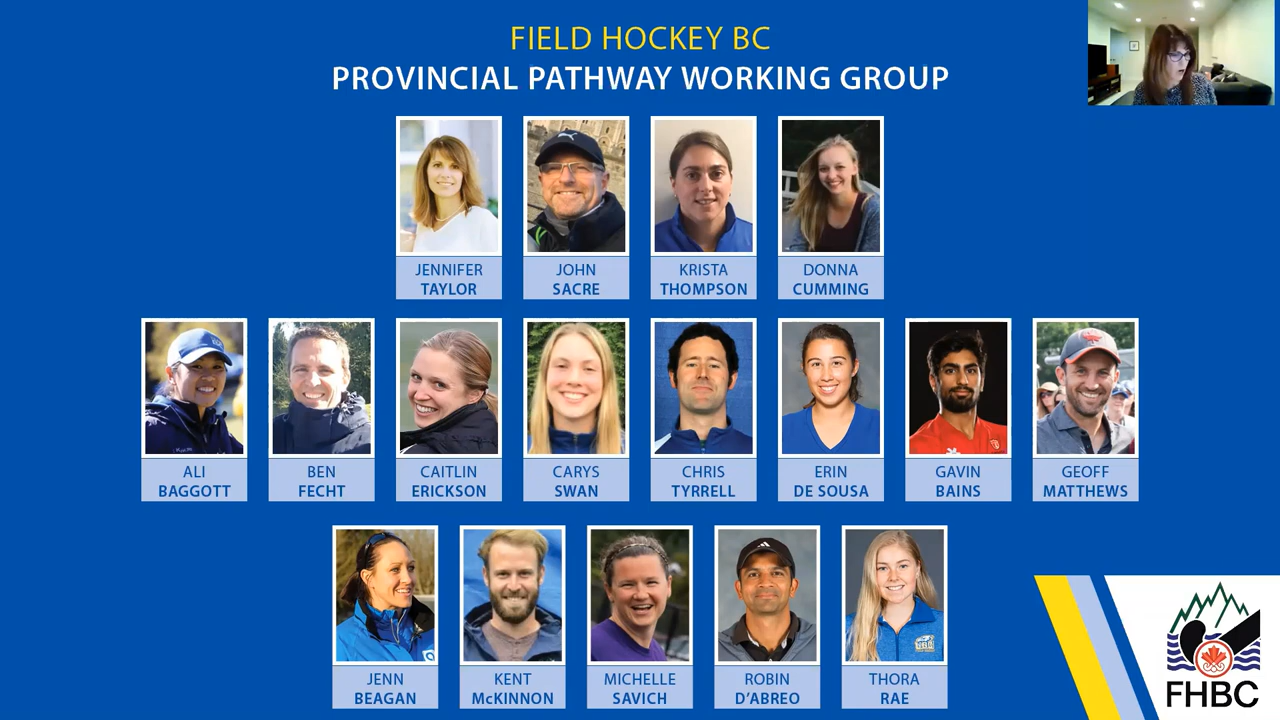 FIELD HOCKEY BC
PROVINCIAL PATHWAY WORKING GROUP
JENNIFER
TAYLOR
JOHN
SACRE
KRISTA
THOMPSON
DONNA
CUMMING
ALI
BAGGOTT
BEN
FECHT
CAITLIN
ERICKSON
CARYS
SWAN
CHRIS
TYRRELL
ERIN
DE SOUSA
GAVIN
BAINS
GEOFF
MATTHEWS
JENN
BEAGAN
KENT
McKINNON
MICHELLE
SAVICH
ROBIN
D'ABREO
THORA
RAE
FHBC